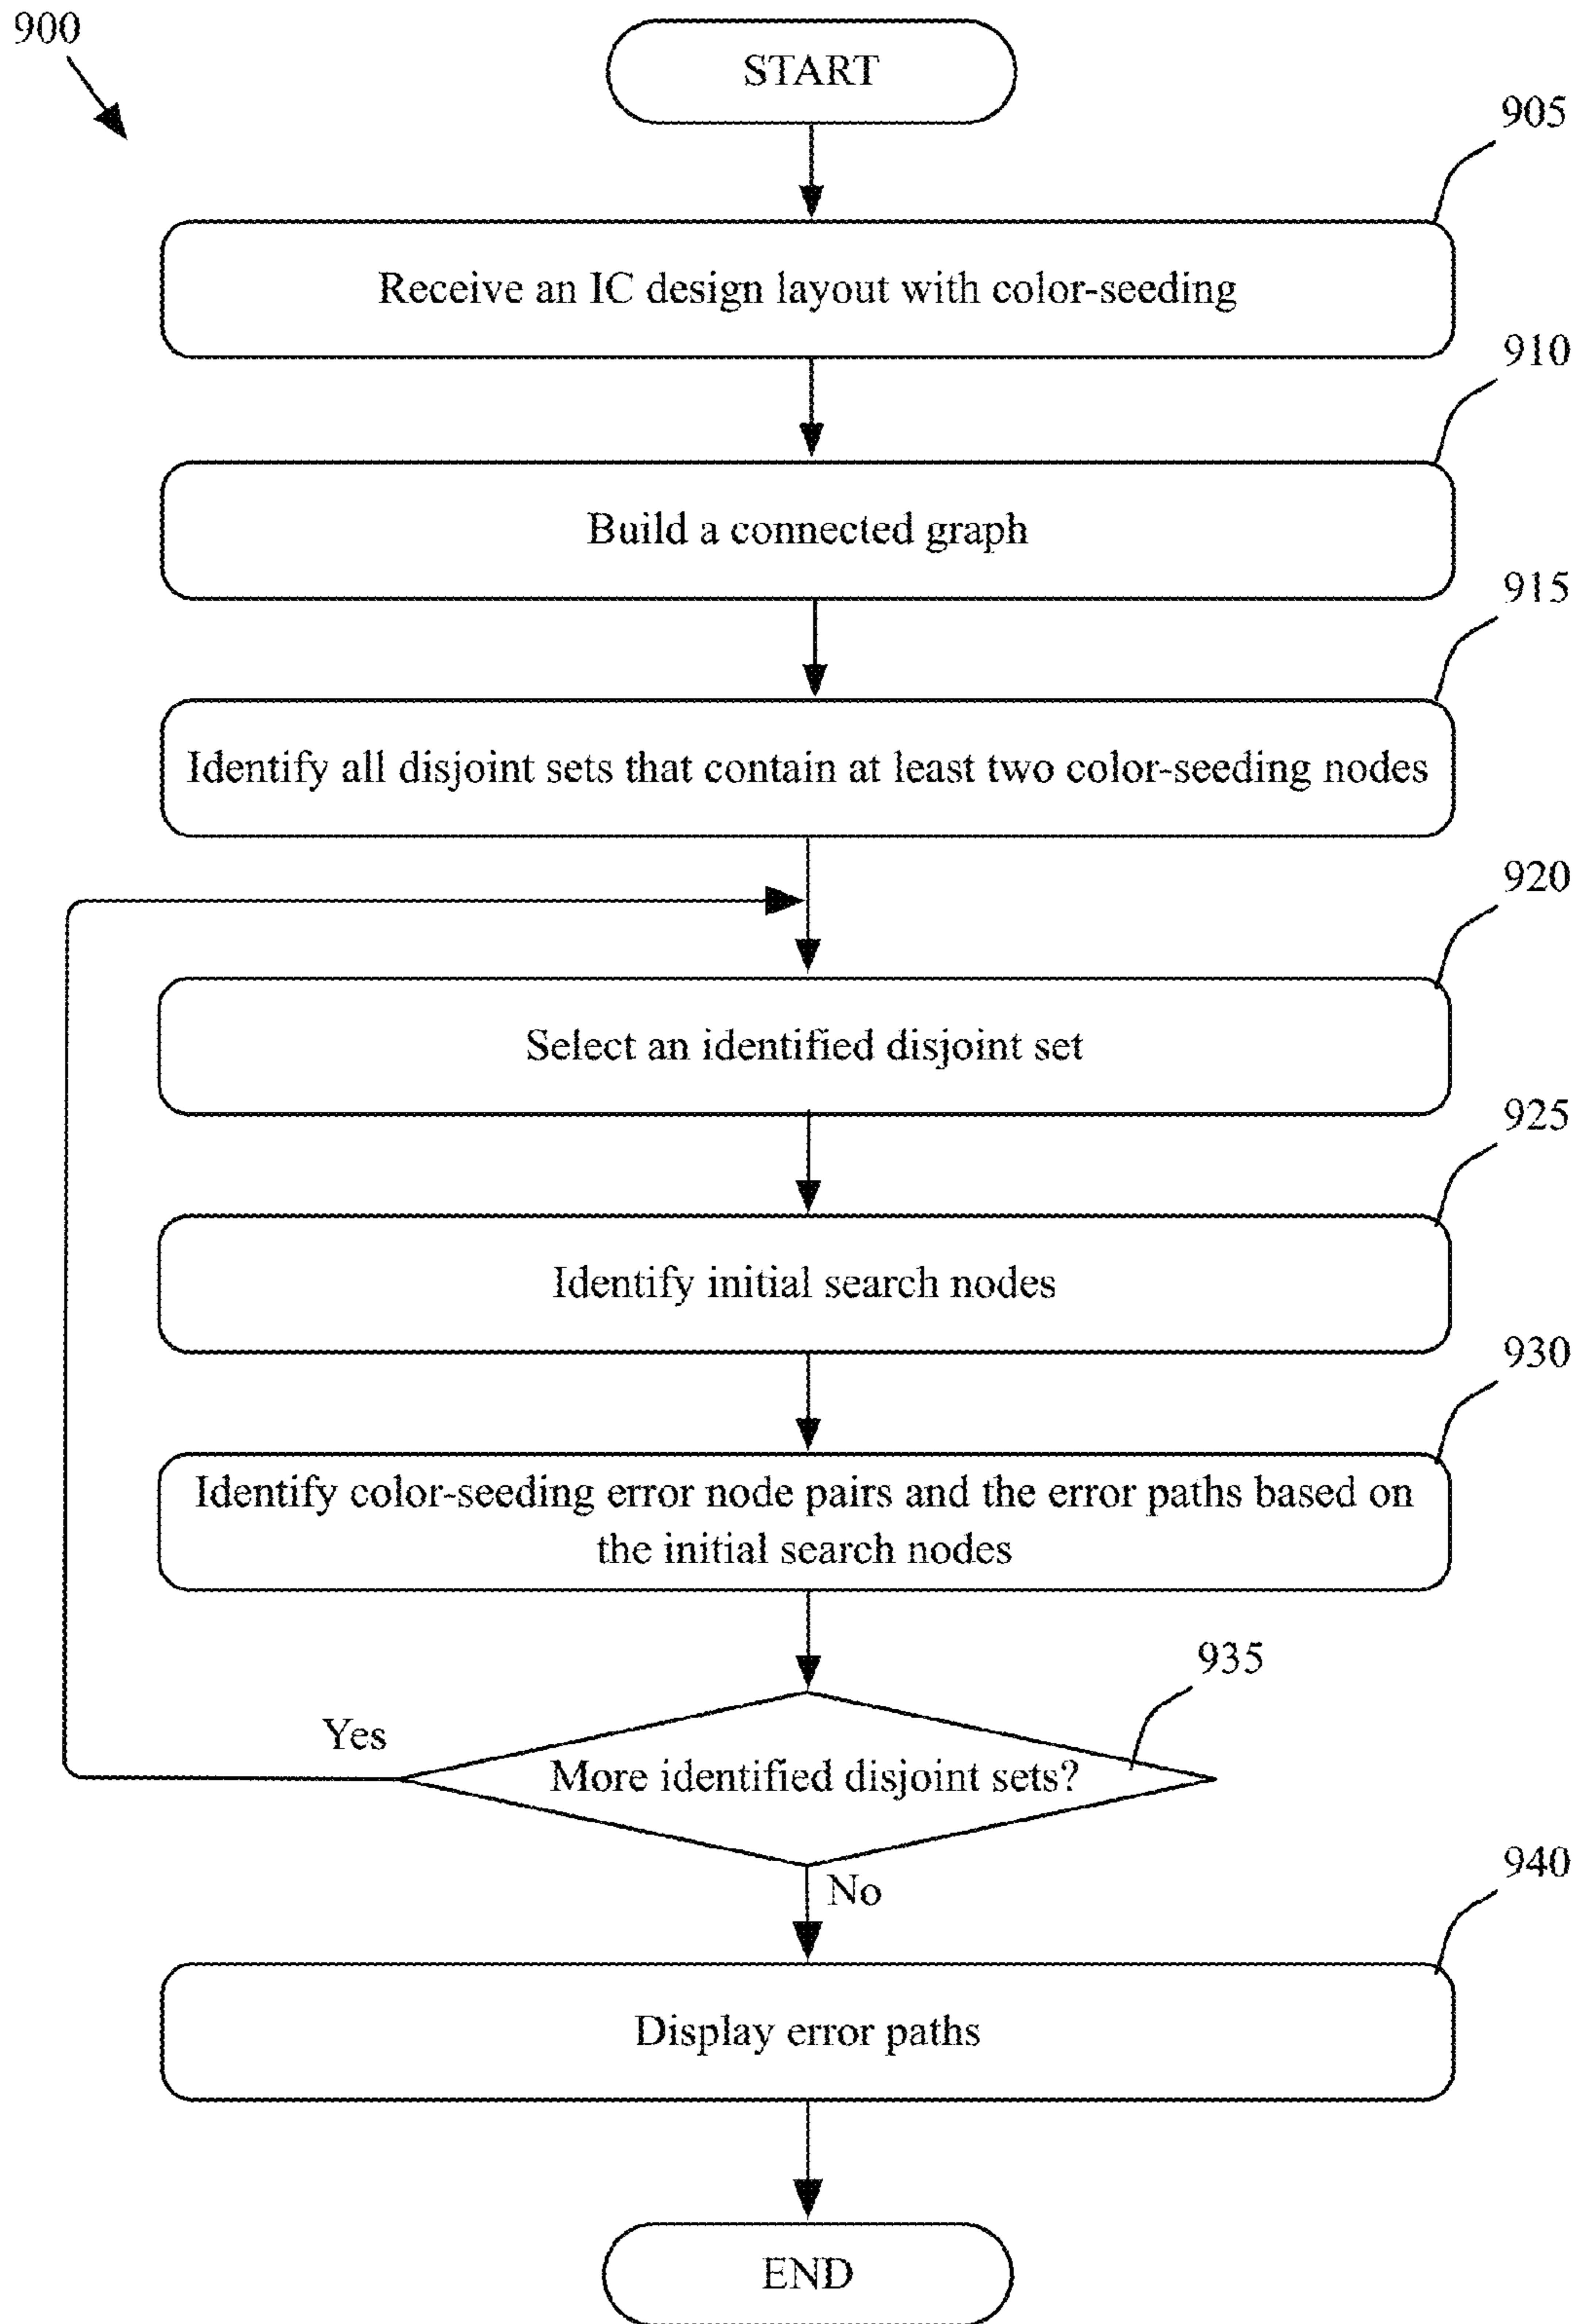 900
START
905
Receive an IC design layout with color-seeding
910
Build a connected graph
915
Identify all disjoint sets that contain at least two color-seeding nodes
920
Select an identified disjoint set
925
Identify initial search nodes
930
Identify color-seeding error node pairs and the error paths based on
the initial search nodes
935
Yes
More identified disjoint sets?
No
940
Display error paths
END